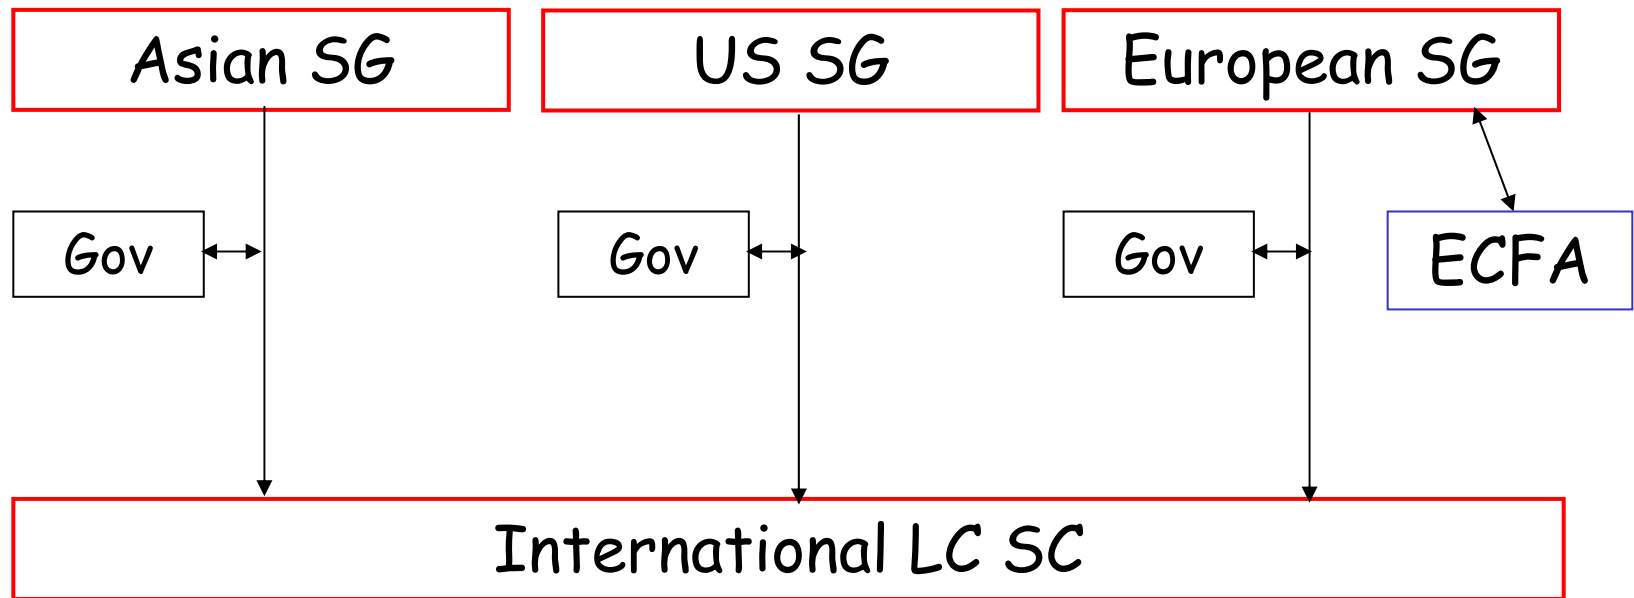 Asian SG
US SG
European SG
Gov
Gov
Gov
ECFA
International LC SC